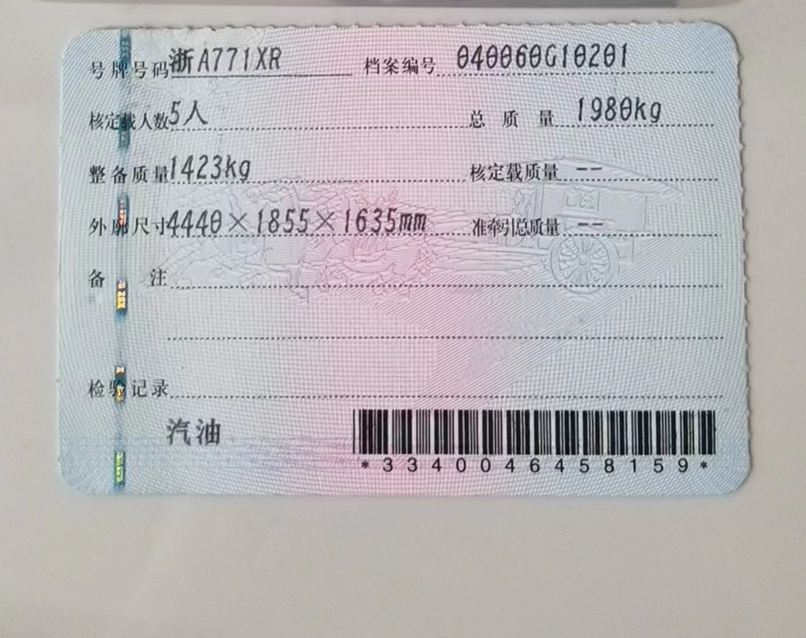 号牌号码 浙A771XR 档案编号 040060G10201
核定载人数 5人 总质量 1980kg
整备质量 1423kg 核定载质量 --
外廓尺寸 4440×1855×1635mm 准牵引总质量 --
备注
检验记录
汽油
*3340046458159*